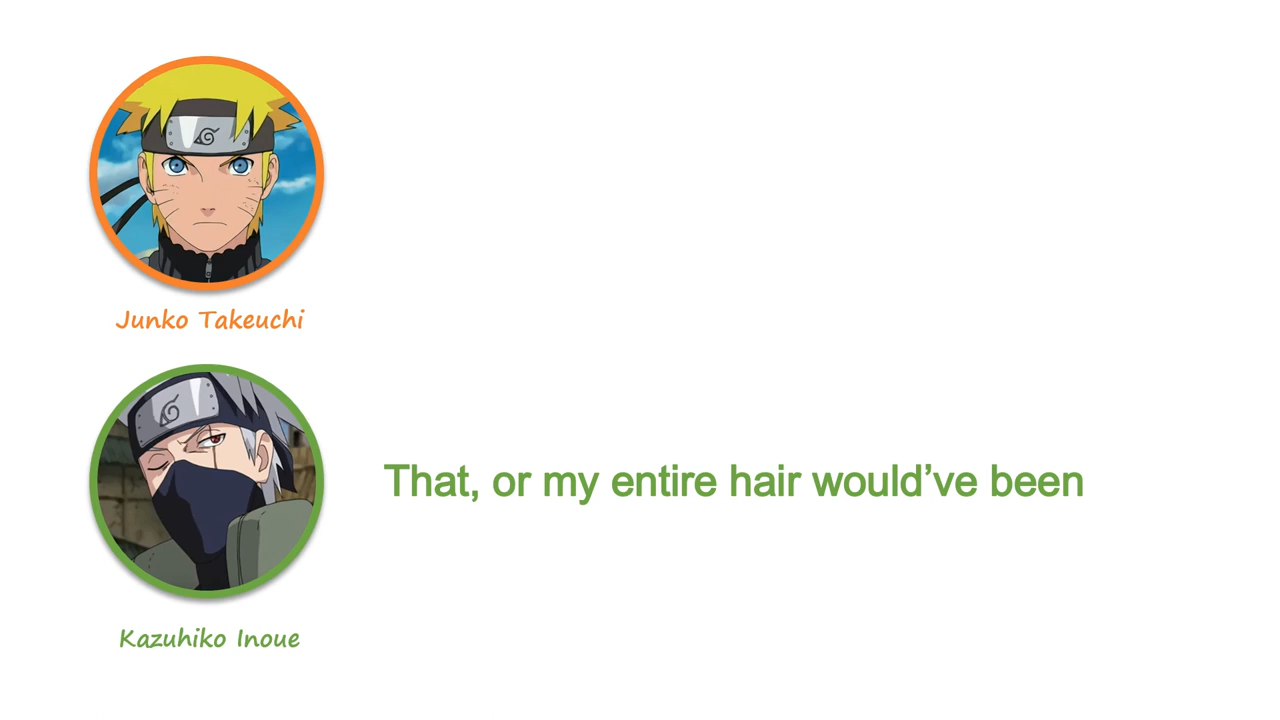 Junko Takeuchi
That, or my entire hair would’ve been
Kazuhiko Inoue